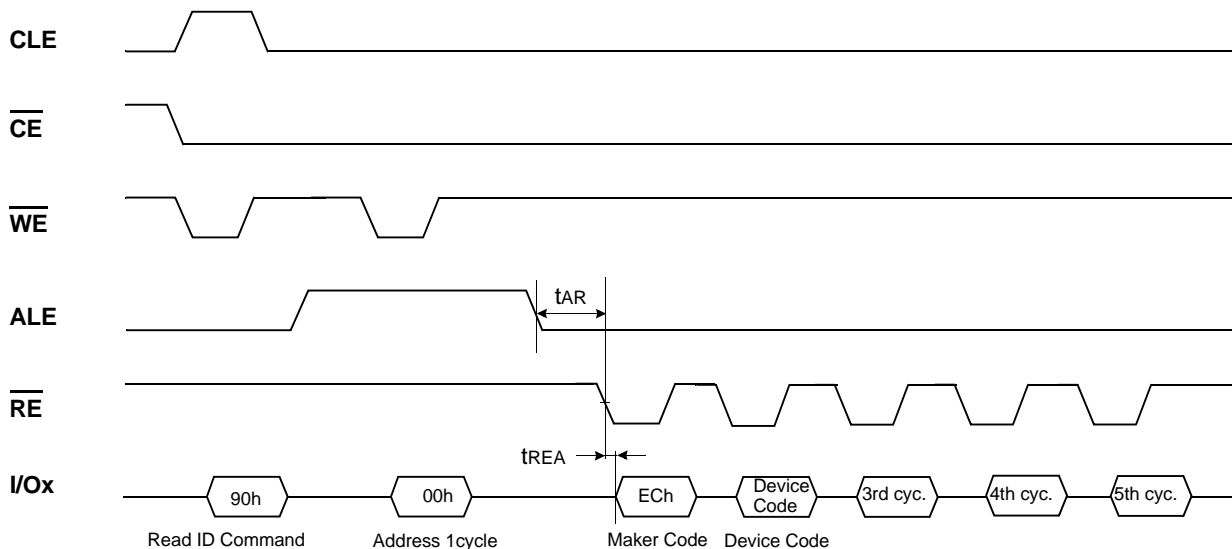 CLE
CE
WE
ALE
tAR
RE
tREA
I/Ox
90h
00h
ECh
Device
Code
3rd cyc.
4th cyc.
5th cyc.
Read ID Command
Address 1cycle
Maker Code
Device Code